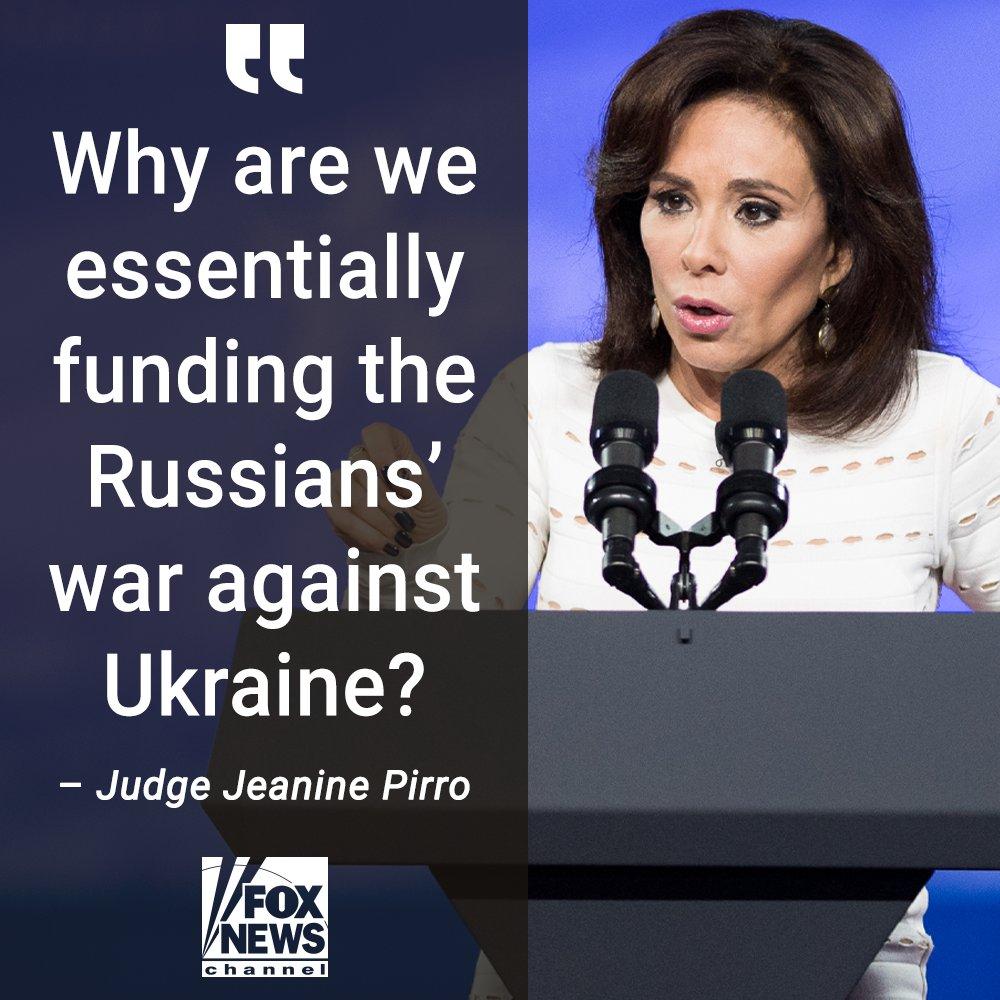 “
Why are we
essentially
funding the
Russians’
war against
Ukraine?
– Judge Jeanine Pirro
FOX
NEWS
channel